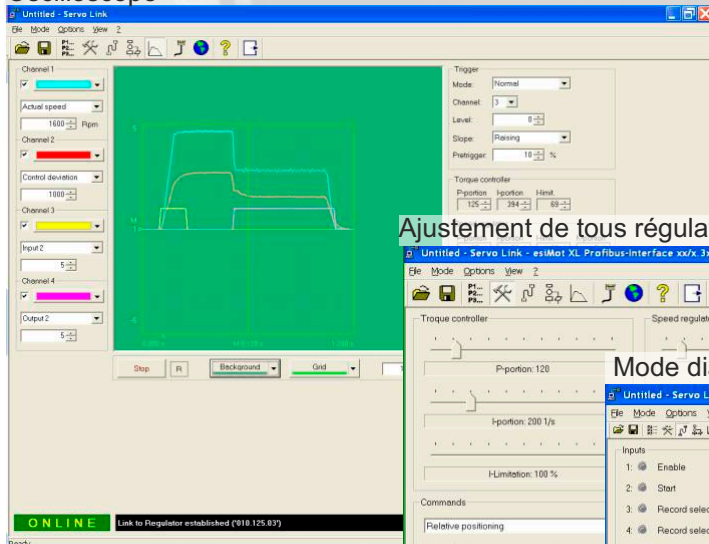 Oscilloscope
Untitled - Servo Link
File Mode Options View ?
Channel 1
Actual speed
1600 Rpm
Channel 2
Control deviation
1000
Channel 3
Input 2
5
Channel 4
Output 2
5
Trigger
Mode: Normal
Channel: 3
Level: 0
Slope: Raising
Pretrigger: 10 %
Torque controller
P-portion I-portion I-limit.
125 394 69
Stop R Background Grid
ONLINE Link to Regulator established ('010.125.03')
Ready
Ajustement de tous régula
Untitled - Servo Link - esiMot XL Profibus-Interface xx/x.3x
File Mode Options View ?
Troque controller
Speed regulat
P-portion: 120
I-portion: 200 1/s
I-Limitation: 100 %
Commands
Relative positioning
Mode dia
Untitled - Servo L
File Mode Options V
Inputs
1: Enable
2: Start
3: Record selec
4: Record selec